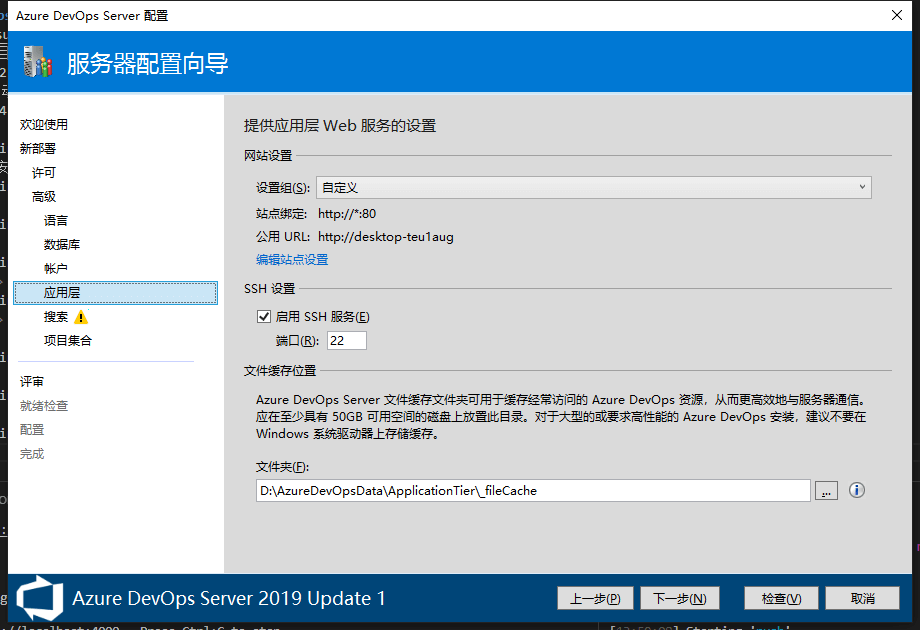 Azure DevOps Server 配置
服务器配置向导
欢迎使用
新部署
许可
高级
语言
数据库
帐户
应用层
搜索
项目集合
评审
就绪检查
配置
完成
提供应用层 Web 服务的设置
网站设置
设置组(S): 自定义
站点绑定: http://*:80
公用 URL: http://desktop-teu1aug
编辑站点设置
SSH 设置
启用 SSH 服务(E)
端口(R): 22
文件缓存位置
Azure DevOps Server 文件缓存文件夹可用于缓存经常访问的 Azure DevOps 资源，从而更高效地与服务器通信。
应在至少具有 50GB 可用空间的磁盘上放置此目录。对于大型的或要求高性能的 Azure DevOps 安装，建议不要在
Windows 系统驱动器上存储缓存。
文件夹(F):
D:\AzureDevOpsData\ApplicationTier\_fileCache
...
Azure DevOps Server 2019 Update 1
上一步(P) 下一步(N) 检查(V) 取消